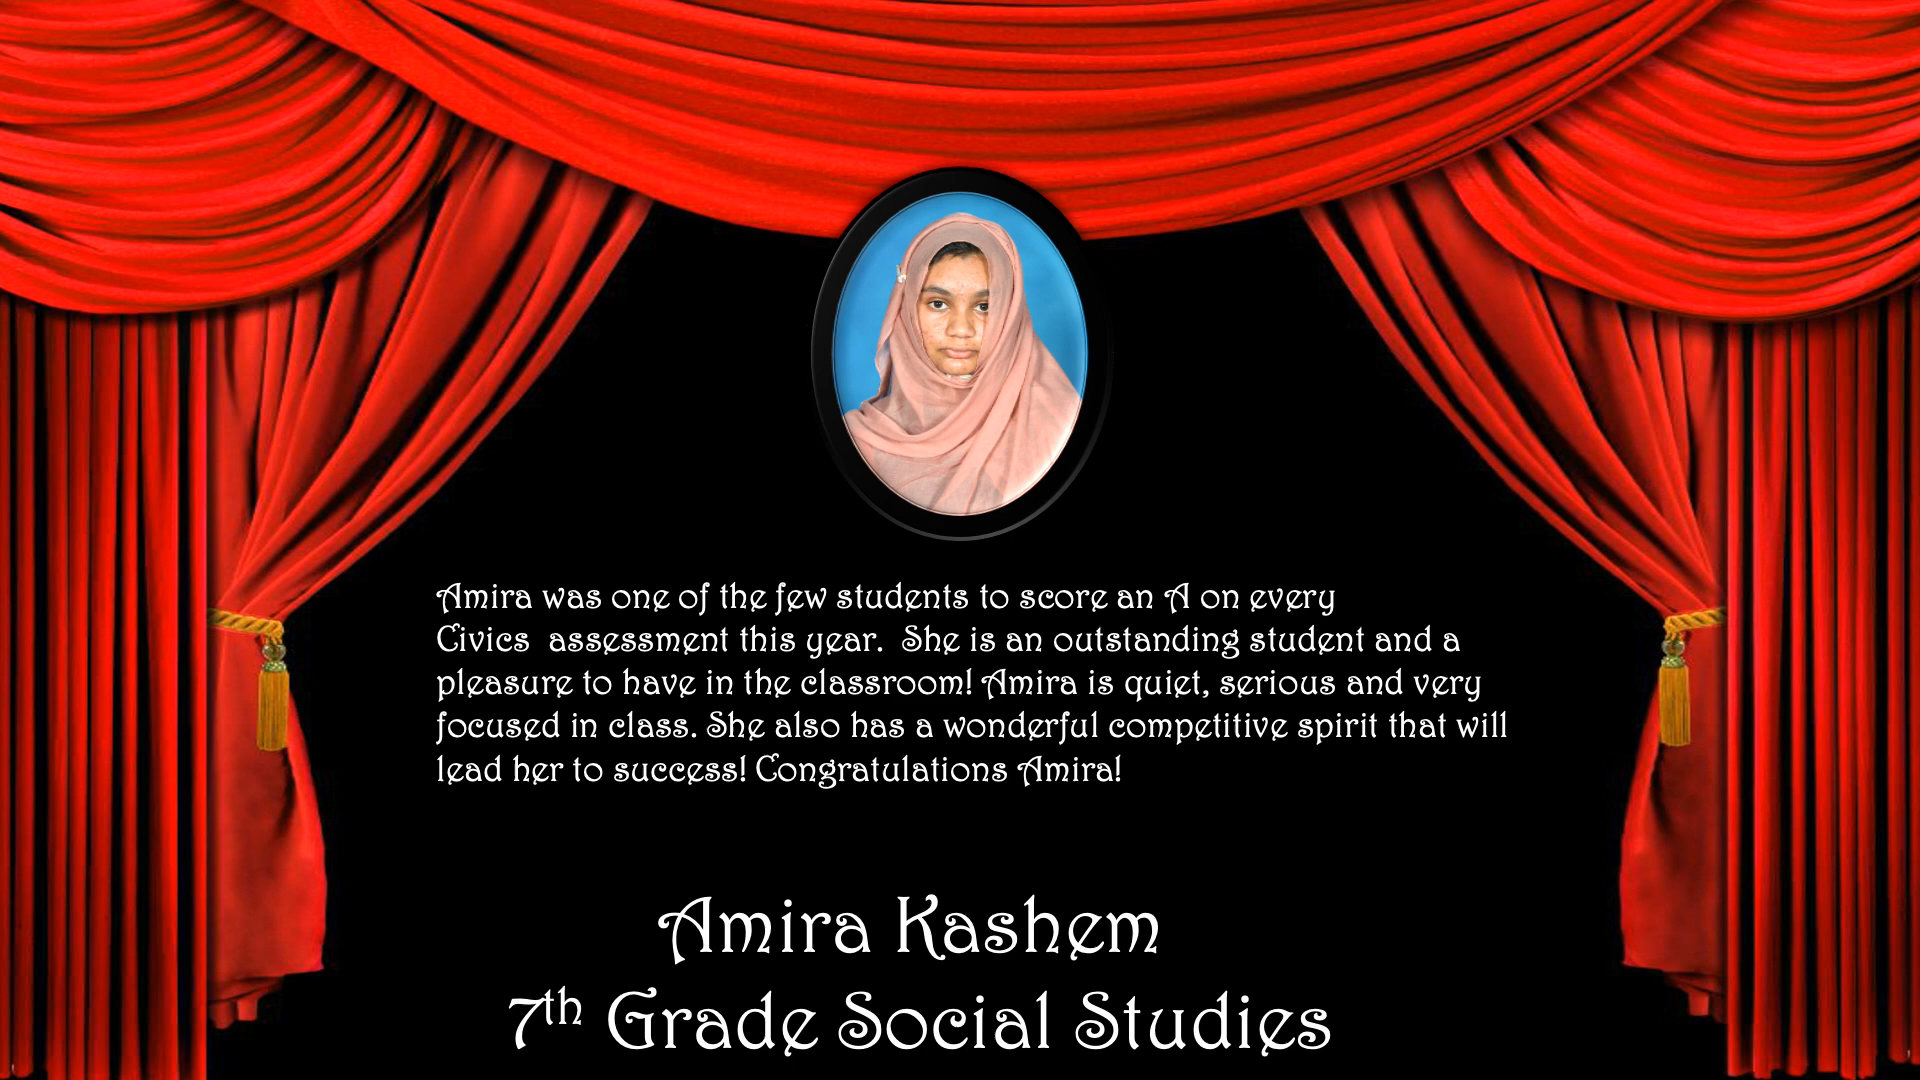 Amira was one of the few students to score an A on every
Civics  assessment this year.  She is an outstanding student and a
pleasure to have in the classroom! Amira is quiet, serious and very
focused in class. She also has a wonderful competitive spirit that will
lead her to success! Congratulations Amira!
Amira Kashem
7th Grade Social Studies